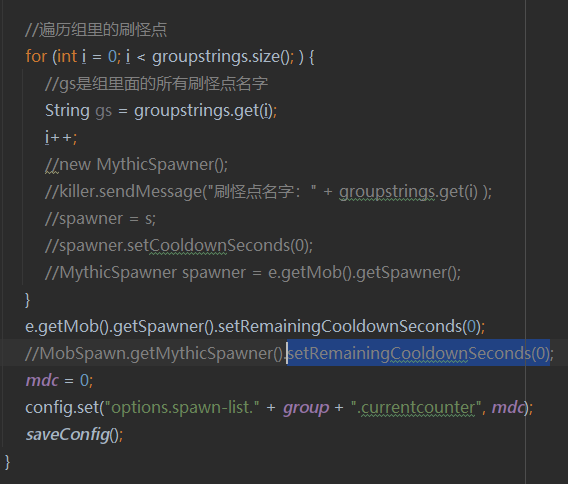 //遍历组里的刷怪点
for (int i = 0; i < groupstrings.size(); ) {
//gs是组里面的所有刷怪点名字
String gs = groupstrings.get(i);
i++;
//new MythicSpawner();
//killer.sendMessage("刷怪点名字：" + groupstrings.get(i) );
//spawner = s;
//spawner.setCooldownSeconds(0);
//MythicSpawner spawner = e.getMob().getSpawner();
}
e.getMob().getSpawner().setRemainingCooldownSeconds(0);
//MobSpawn.getMythicSpawner().setRemainingCooldownSeconds(0);
mdc = 0;
config.set("options.spawn-list." + group + ".currentcounter", mdc);
saveConfig();
}